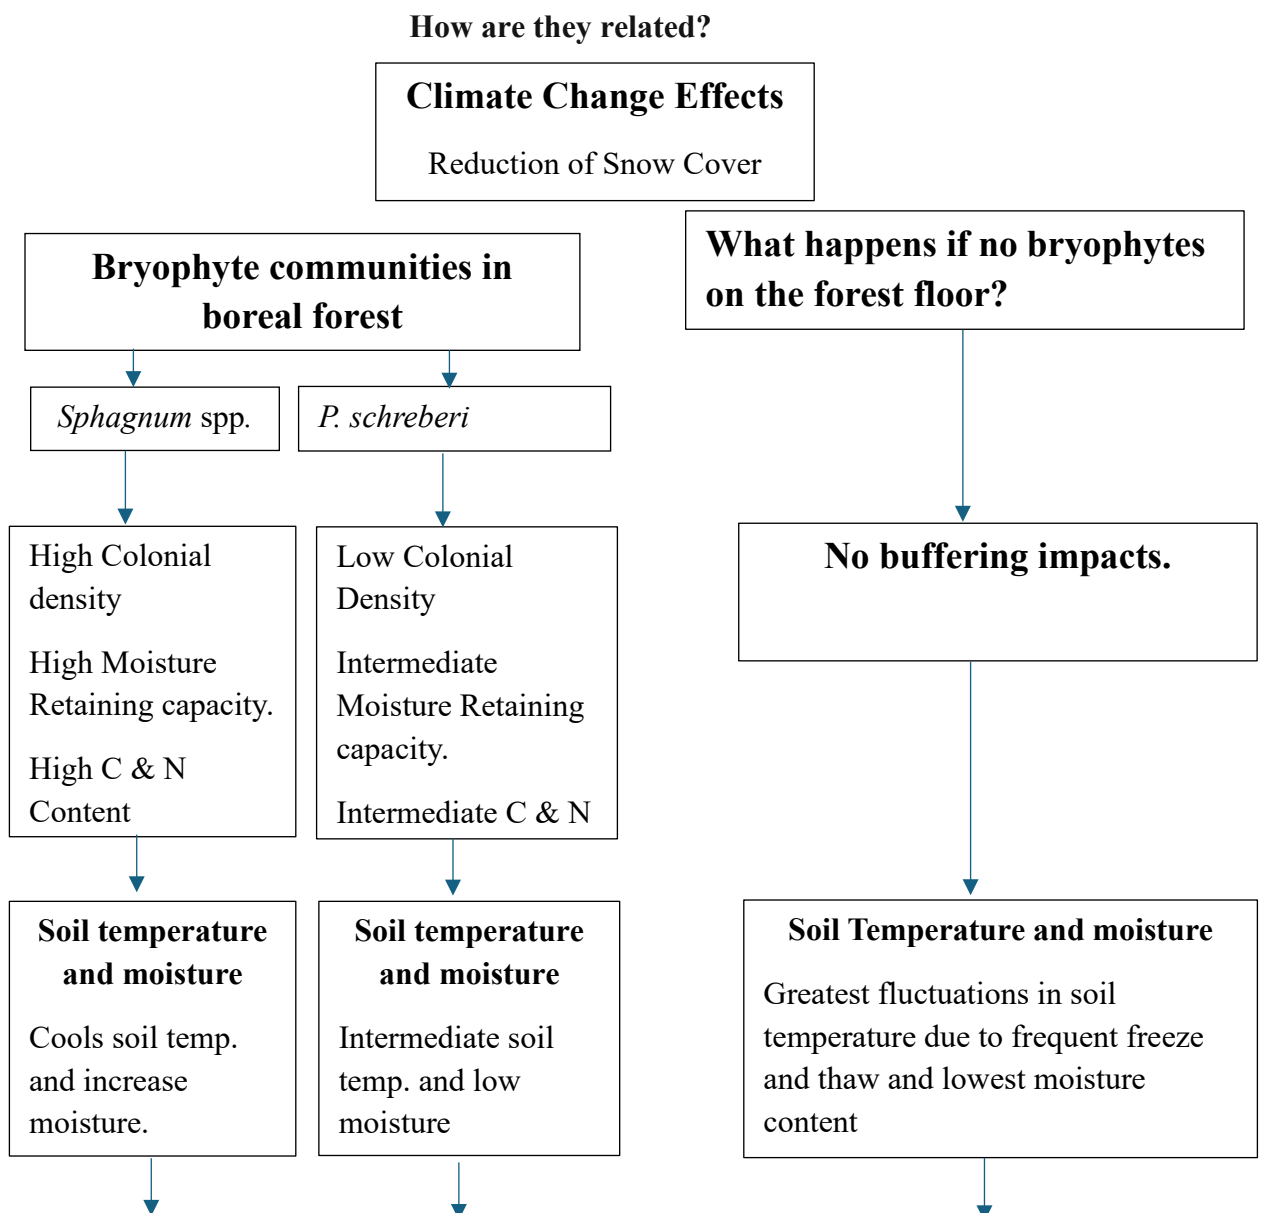 How are they related?
Climate Change Effects
Reduction of Snow Cover
What happens if no bryophytes
on the forest floor?
Bryophyte communities in
boreal forest
Sphagnum spp.
P. schreberi
High Colonial
density
High Moisture
Retaining capacity.
High C & N
Content
Low Colonial
Density
Intermediate
Moisture Retaining
capacity.
Intermediate C & N
No buffering impacts.
Soil temperature
and moisture
Cools soil temp.
and increase
moisture.
Soil temperature
and moisture
Intermediate soil
temp. and low
moisture
Soil Temperature and moisture
Greatest fluctuations in soil
temperature due to frequent freeze
and thaw and lowest moisture
content